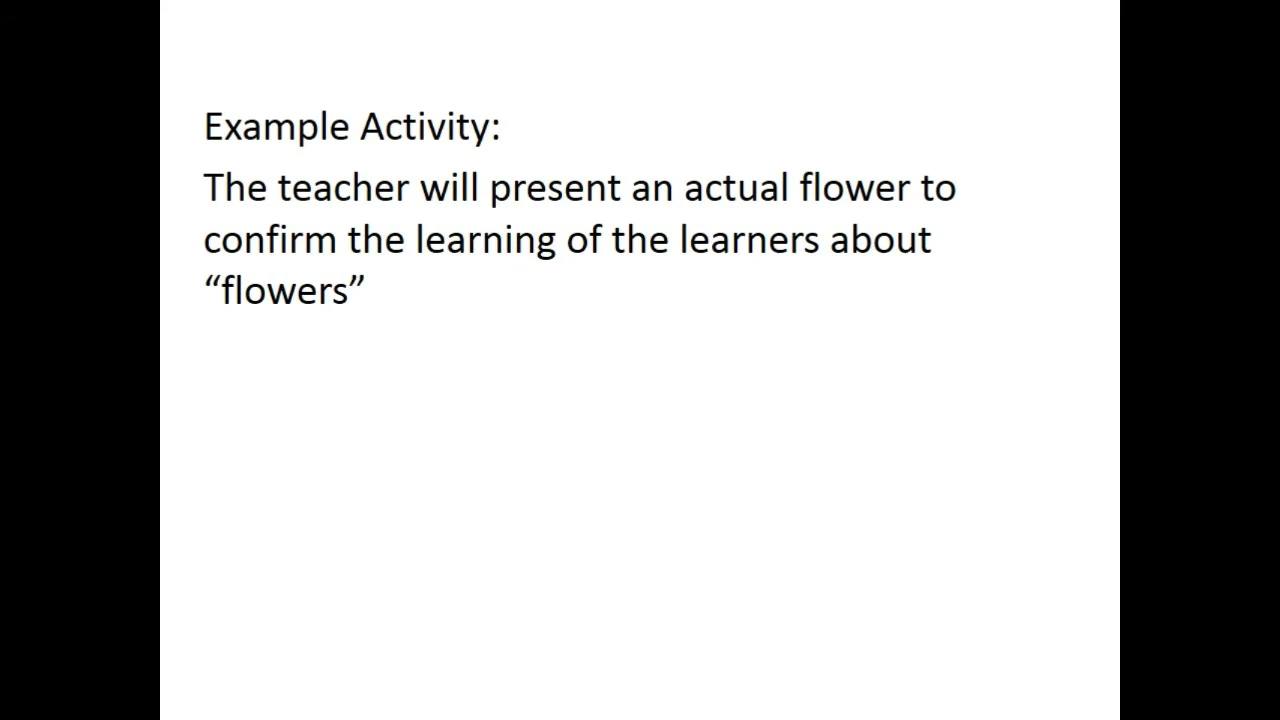 Example Activity:
The teacher will present an actual flower to
confirm the learning of the learners about
“flowers”